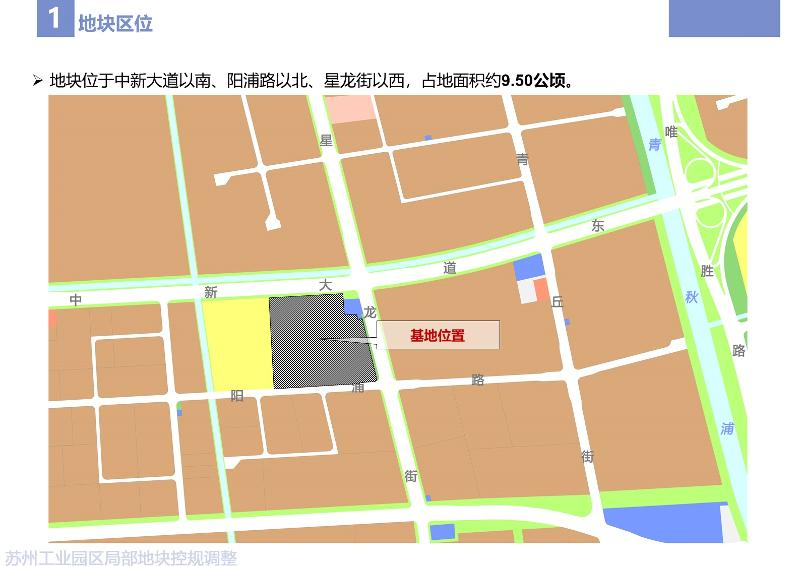 1 地块区位
➢ 地块位于中新大道以南、阳浦路以北、星龙街以西，占地面积约9.50公顷。
星
青
唯
青
东
道
大
新
中
龙
丘
胜
秋
基地位置
路
阳
浦
路
浦
街
街
苏州工业园区局部地块控规调整